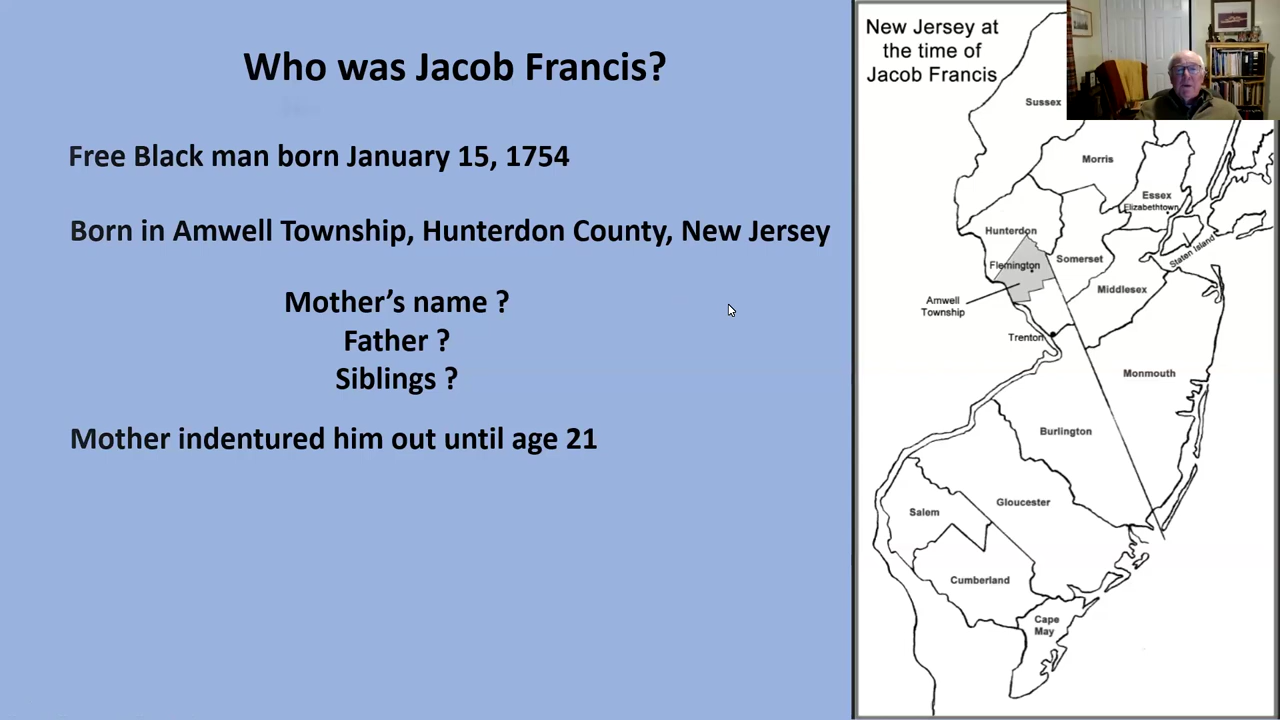 Who was Jacob Francis?
Free Black man born January 15, 1754
Born in Amwell Township, Hunterdon County, New Jersey
Mother’s name ?
Father ?
Siblings ?
Mother indentured him out until age 21
New Jersey at
the time of
Jacob Francis
Sussex
Morris
Essex
Elizabethtown
Hunterdon
Staten Island
Somerset
Flemington
Middlesex
Amwell
Township
Trenton
Monmouth
Burlington
Gloucester
Salem
Cumberland
Cape
May